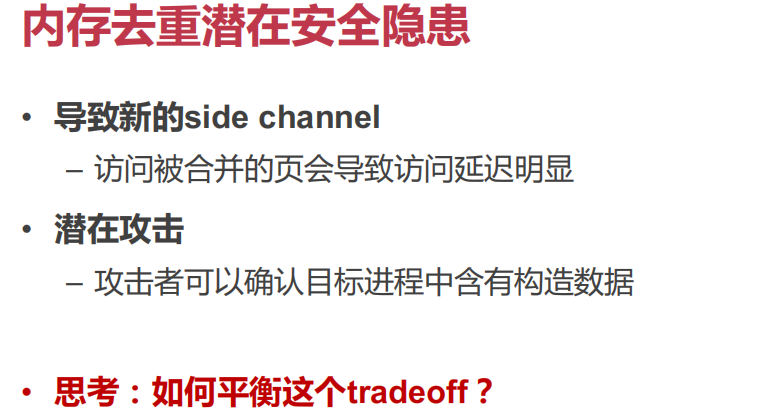 内存去重潜在安全隐患
• 导致新的side channel
– 访问被合并的页会导致访问延迟明显
• 潜在攻击
– 攻击者可以确认目标进程中含有构造数据
• 思考：如何平衡这个tradeoff？